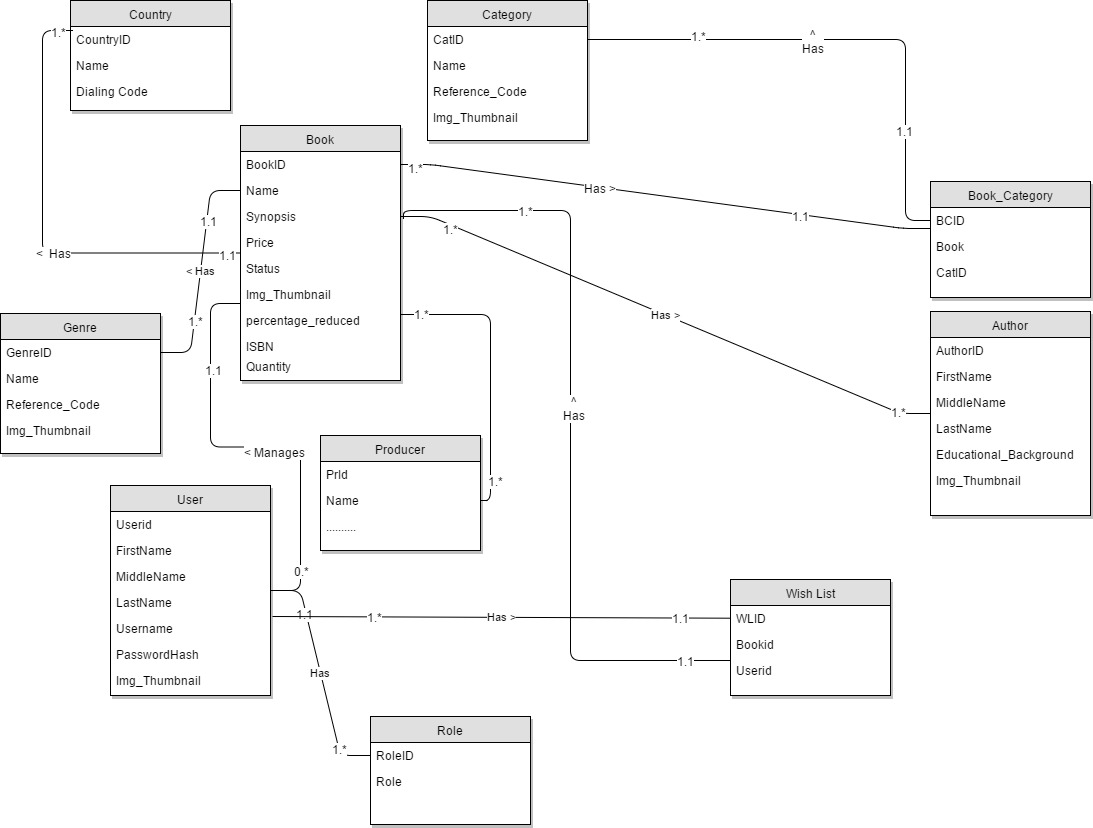 Country
CountryID
Name
Dialing Code
Category
CatID
Name
Reference_Code
Img_Thumbnail
1.*
1.*
^
Has
1.1
Book
BookID
Name
Synopsis
Price
Status
Img_Thumbnail
percentage_reduced
ISBN
Quantity
1.*
Has >
1.1
Book_Category
BCID
Book
CatID
1.1
< Has
1.*
< Has
1.1
1.*
1.*
Has >
1.*
Genre
GenreID
Name
Reference_Code
Img_Thumbnail
Author
AuthorID
FirstName
MiddleName
LastName
Educational_Background
Img_Thumbnail
1.*
1.*
1.1
< Manages
0.*
^
Has
1.1
Producer
PrId
Name
..........
User
Userid
FirstName
MiddleName
LastName
Username
PasswordHash
Img_Thumbnail
1.1
1.*
Has >
1.1
Wish List
WLID
Bookid
Userid
Has
1.*
Role
RoleID
Role